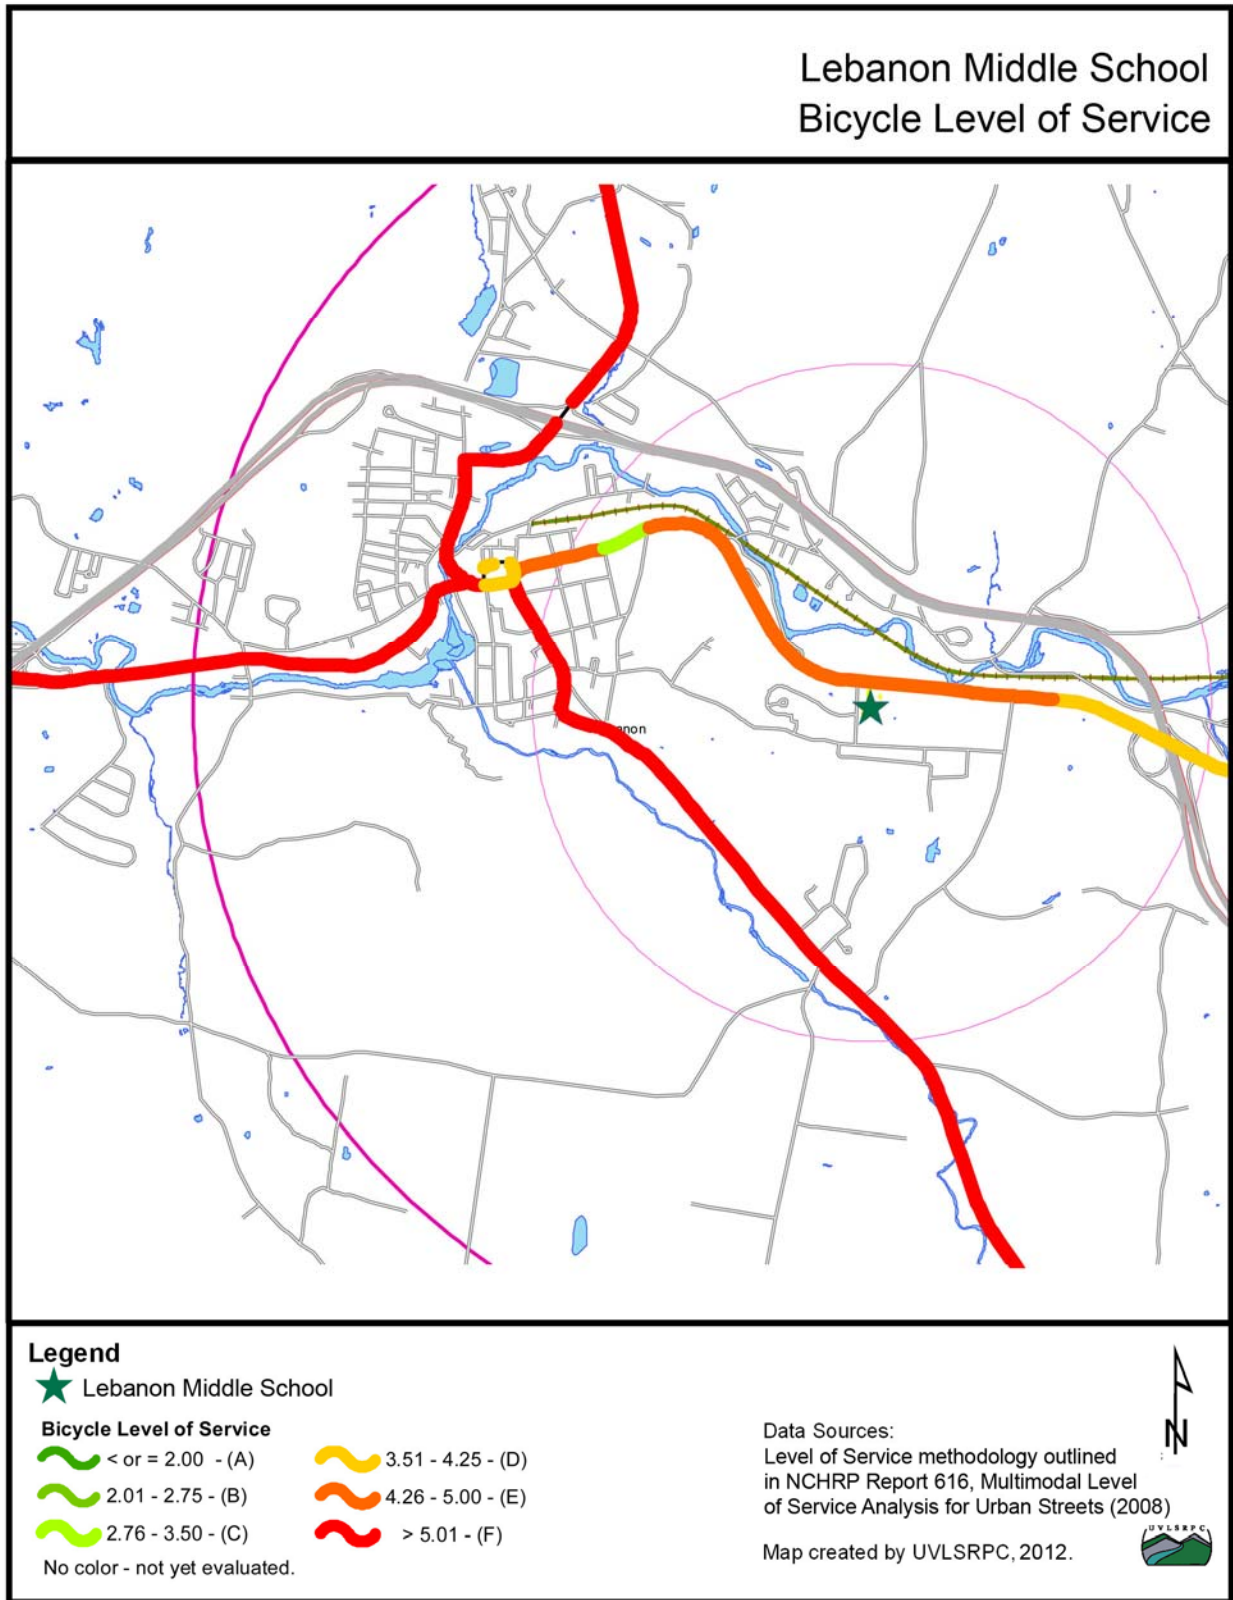 Lebanon Middle School
Bicycle Level of Service
Legend
Lebanon Middle School
Bicycle Level of Service
< or = 2.00 - (A)
2.01 - 2.75 - (B)
2.76 - 3.50 - (C)
3.51 - 4.25 - (D)
4.26 - 5.00 - (E)
> 5.01 - (F)
No color - not yet evaluated.
Data Sources:
Level of Service methodology outlined
in NCHRP Report 616, Multimodal Level
of Service Analysis for Urban Streets (2008)
Map created by UVLSRPC, 2012.
N
UVLSRPC